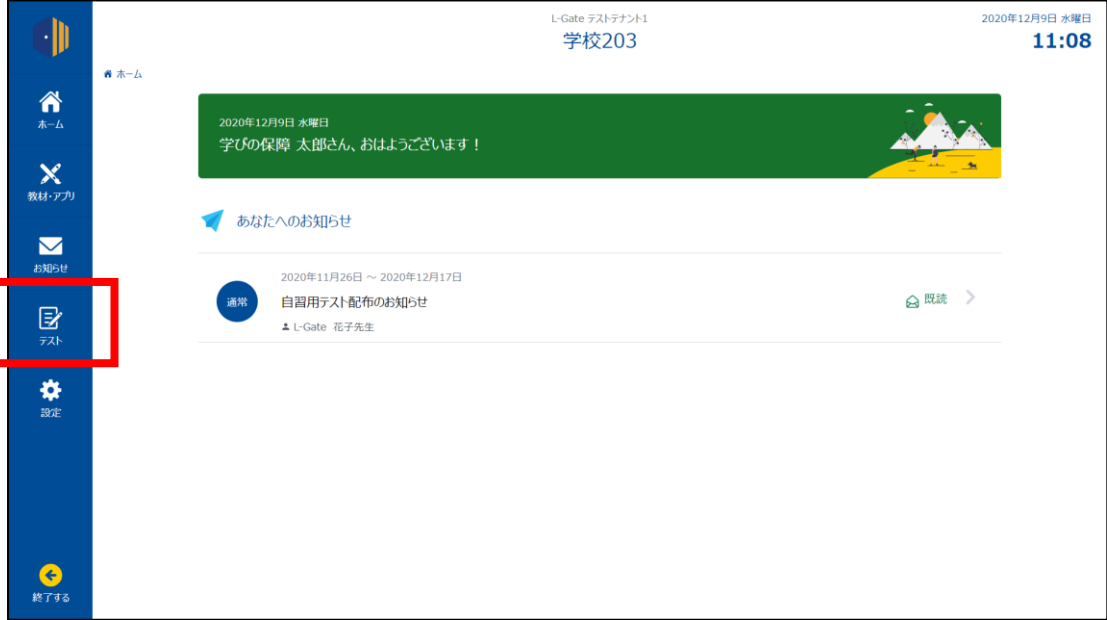 L-Gate テストテナント1
学校203
2020年12月9日 水曜日
11:08
ホーム
ホーム
教材・アプリ
お知らせ
テスト
設定
終了する
2020年12月9日 水曜日
学びの保障 太郎さん、おはようございます！
あなたへのお知らせ
2020年11月26日 ～ 2020年12月17日
通常
自習用テスト配布のお知らせ
既読
L-Gate 花子先生